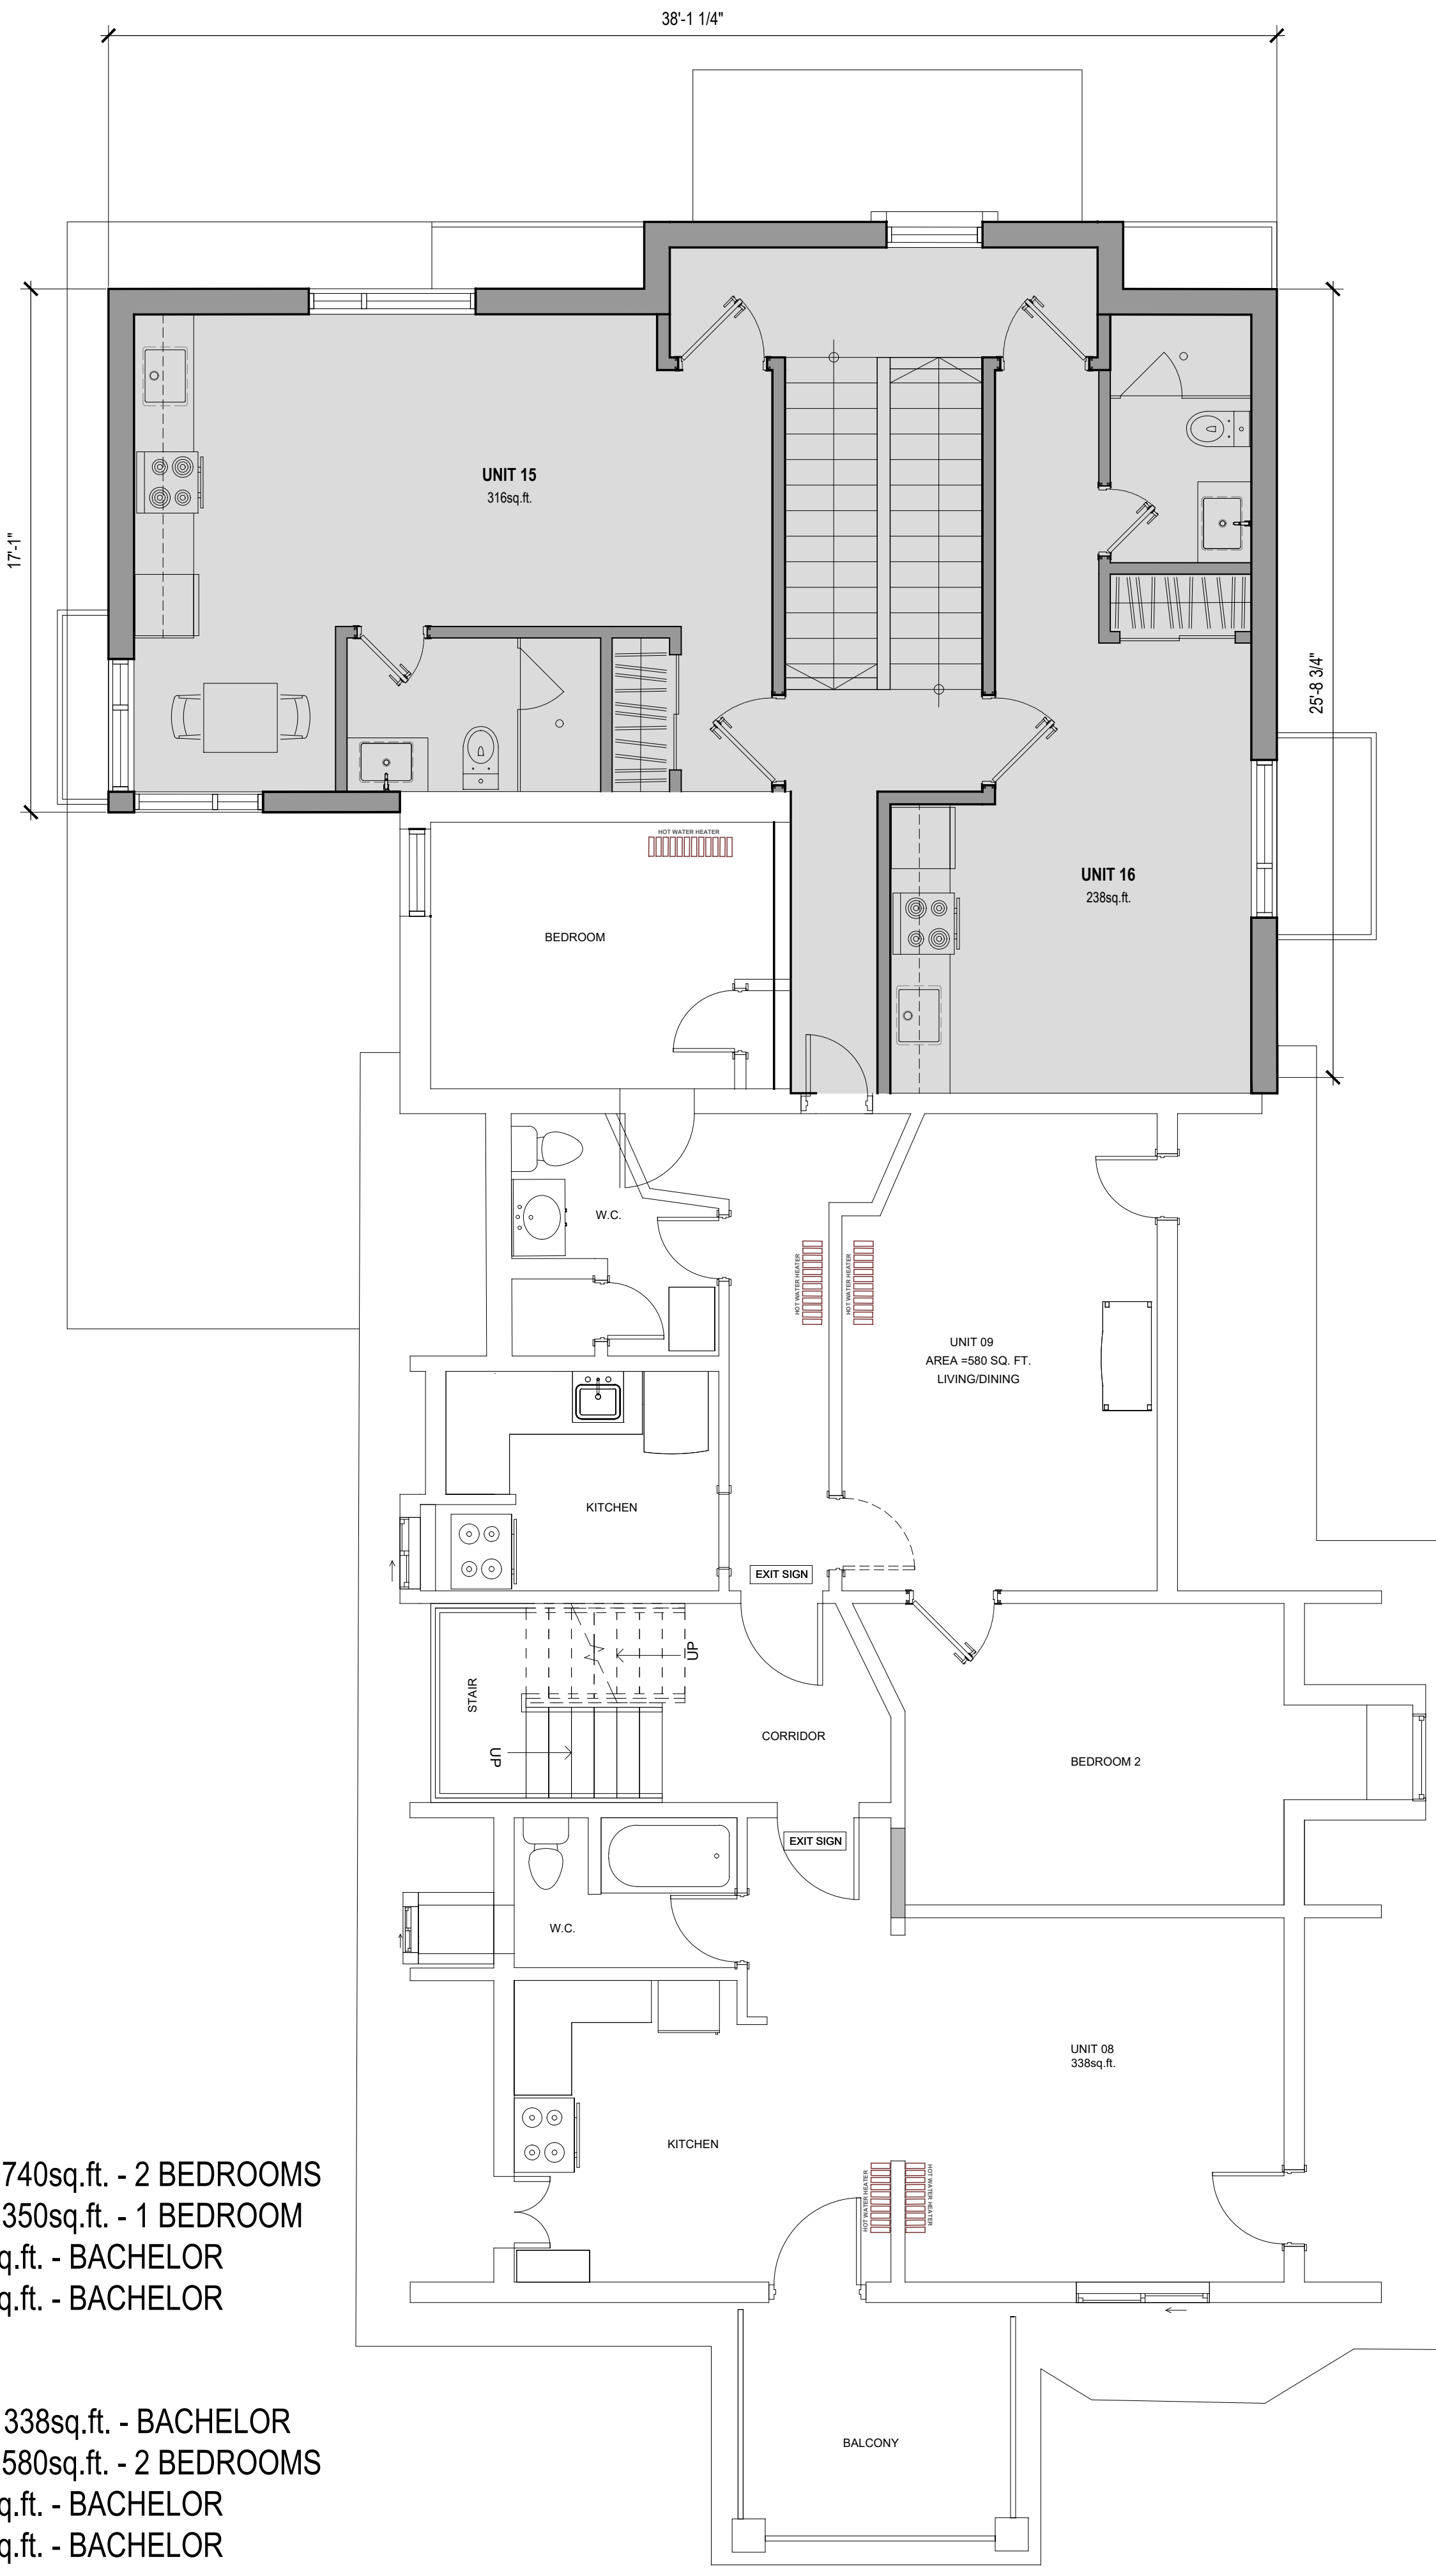 38'-1 1/4"
17'-1"
UNIT 15
316sq.ft.
25'-8 3/4"
HOT WATER HEATER
UNIT 16
238sq.ft.
BEDROOM
W.C.
HOT WATER HEATER
HOT WATER HEATER
UNIT 09
AREA =580 SQ. FT.
LIVING/DINING
KITCHEN
EXIT SIGN
UP
STAIR
CORRIDOR
UP
BEDROOM 2
EXIT SIGN
W.C.
UNIT 08
338sq.ft.
KITCHEN
HOT WATER HEATER
HOT WATER HEATER
740sq.ft. - 2 BEDROOMS
350sq.ft. - 1 BEDROOM
q.ft. - BACHELOR
q.ft. - BACHELOR
338sq.ft. - BACHELOR
580sq.ft. - 2 BEDROOMS
q.ft. - BACHELOR
q.ft. - BACHELOR
BALCONY